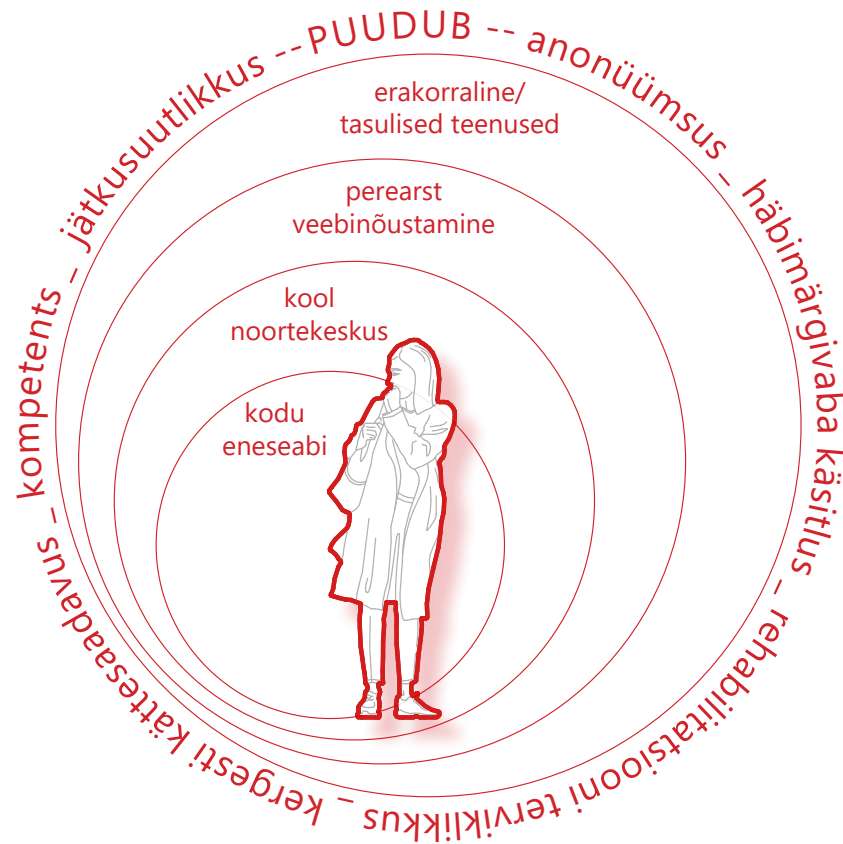 PUUDUB -- anonüümsus _ häbimärgivaba käsitlus _ rehabilitatsiooni terviklikkus _ kergesti kättesaadavus _ kompetents _ jätkusuutlikkus --
erakorraline/
tasulised teenused
perearst
veebinõustamine
kool
noortekeskus
kodu
eneseabi